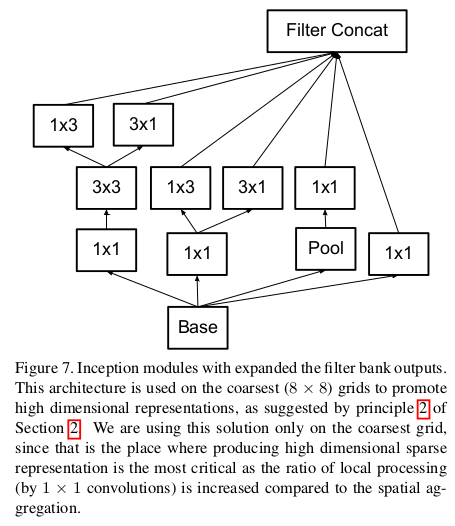 Filter Concat
1x3 3x1
3x3 1x3 3x1 1x1
1x1 1x1 Pool 1x1
Base
Figure 7. Inception modules with expanded the filter bank outputs.
This architecture is used on the coarsest (8 × 8) grids to promote
high dimensional representations, as suggested by principle 2 of
Section 2. We are using this solution only on the coarsest grid,
since that is the place where producing high dimensional sparse
representation is the most critical as the ratio of local processing
(by 1 × 1 convolutions) is increased compared to the spatial ag-
gregation.